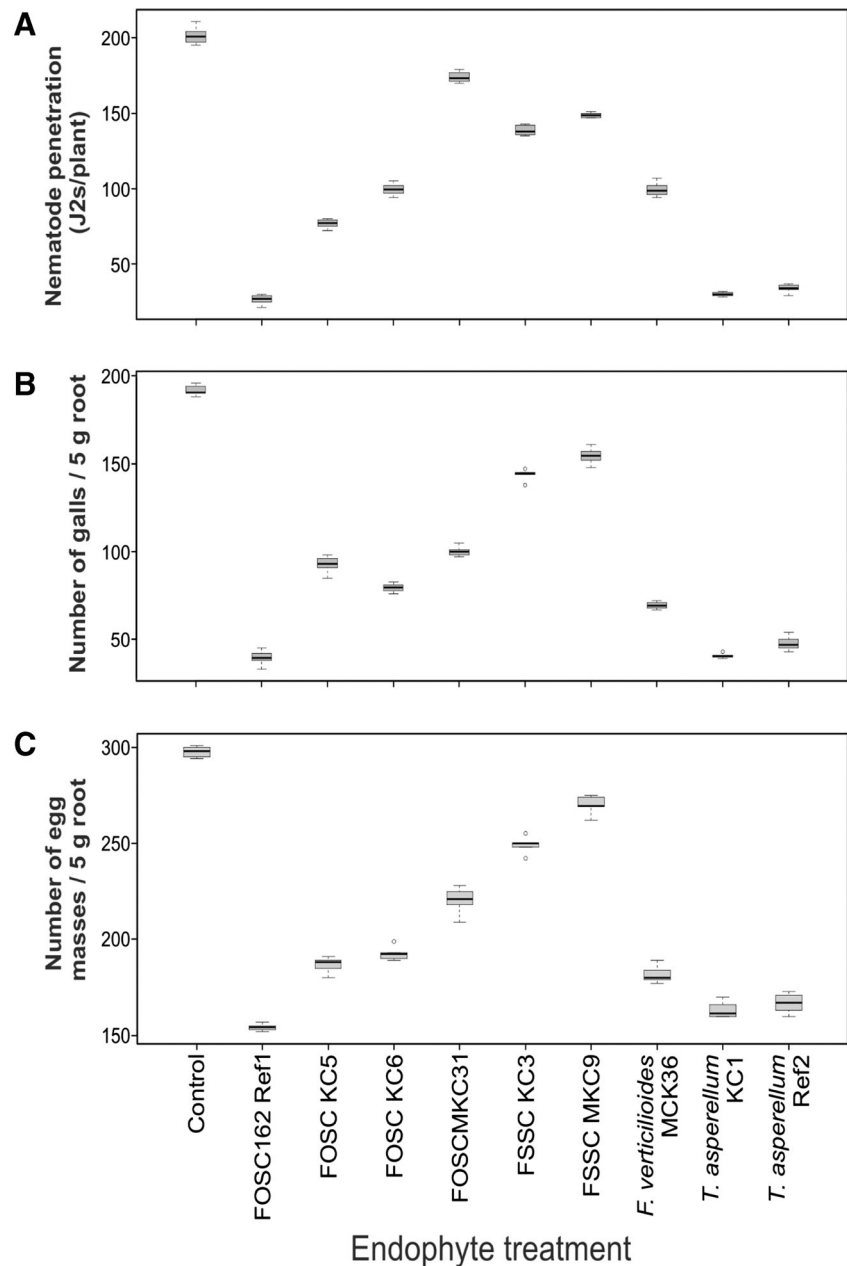 A
Nematode penetration
(J2s/plant)
200
150
100
50
B
Number of galls / 5 g root
200
150
100
50
C
Number of egg
masses / 5 g root
300
250
200
150
Control
FOSC162 Ref1
FOSC KC5
FOSC KC6
FOSCMKC31
FSSC KC3
FSSC MKC9
F. verticilioides
MCK36
T. asperellum
KC1
T. asperellum
Ref2
Endophyte treatment